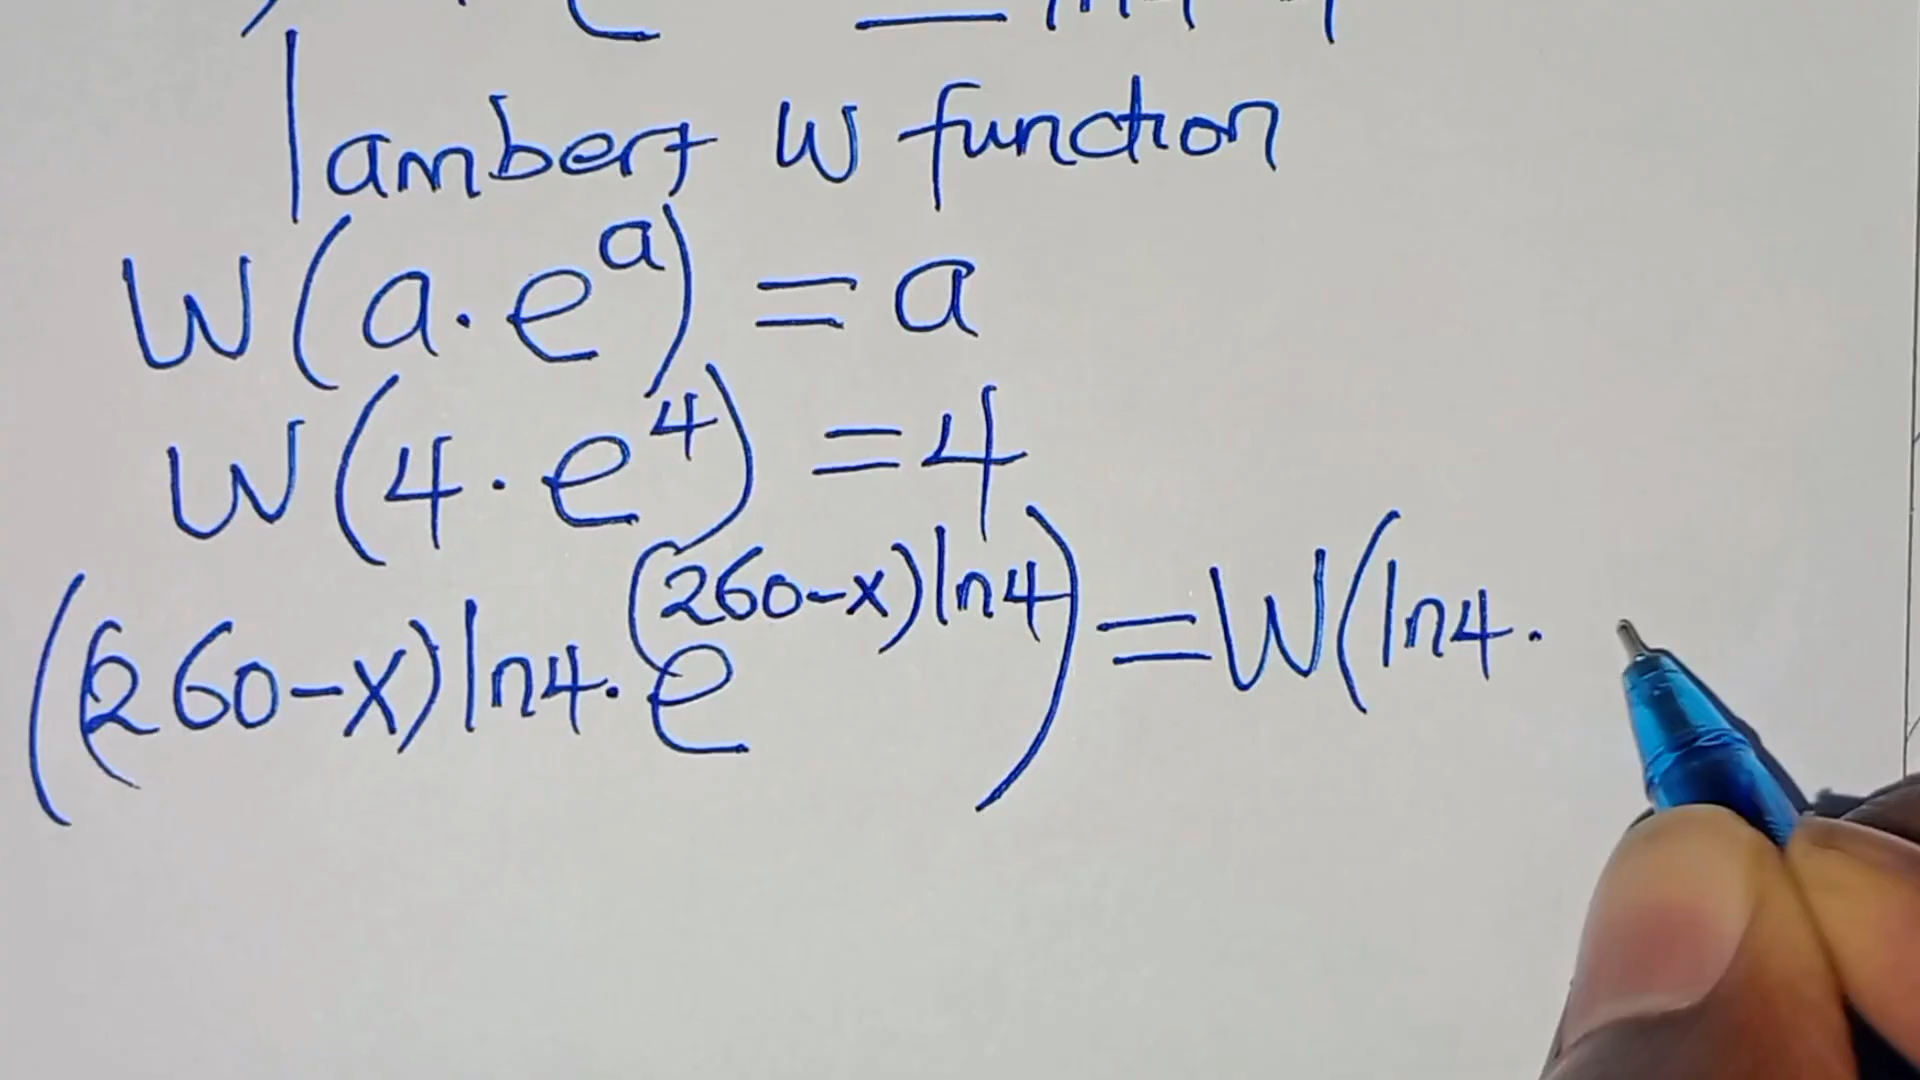 lambert W function
W(a·e^a) = a
W(4·e^4) = 4
((260-x)ln4·e^(260-x)ln4) = W(ln4·